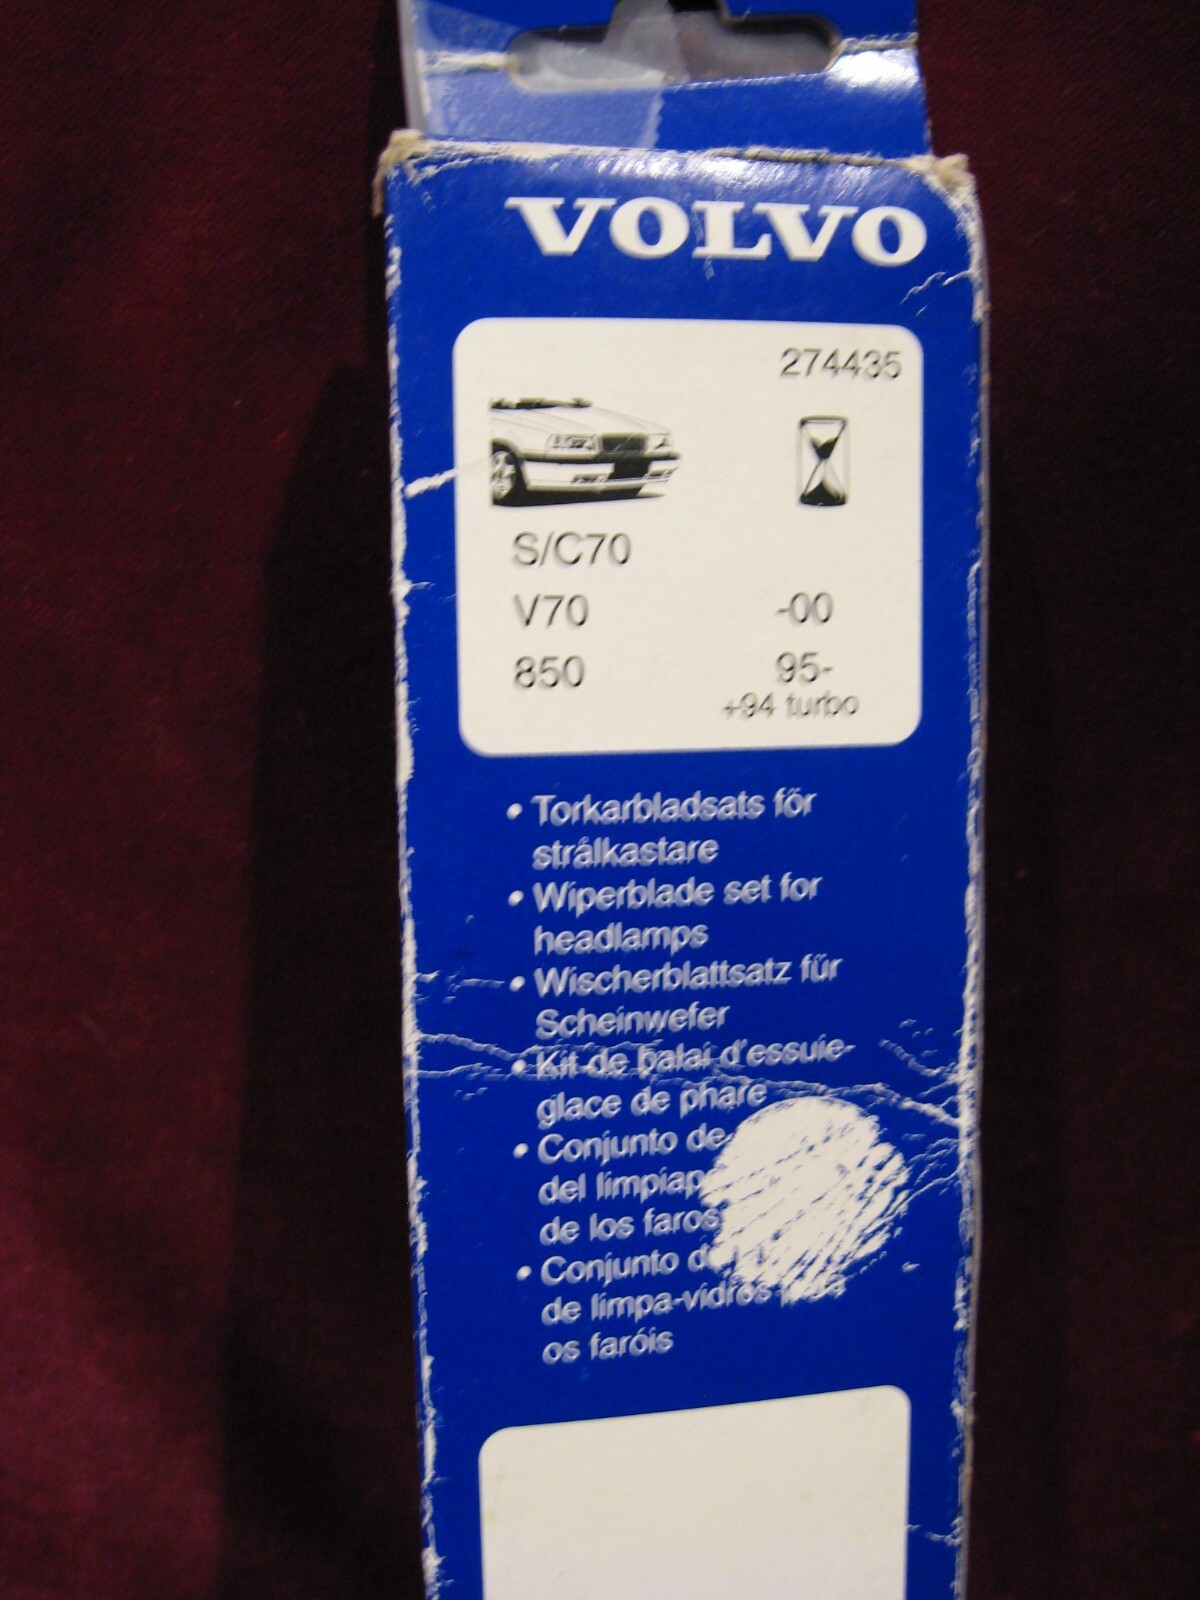 VOLVO
274435
S/C70
V70 -00
850 95-
+94 turbo
• Torkarbladsats för
strålkastare
• Wiperblade set for
headlamps
• Wischerblattsatz für
Scheinwefer
• Kit de balai d'essuie-
glace de phare
• Conjunto de
del
de los faros
• Conjunto
de limpa-vidros
os faróis